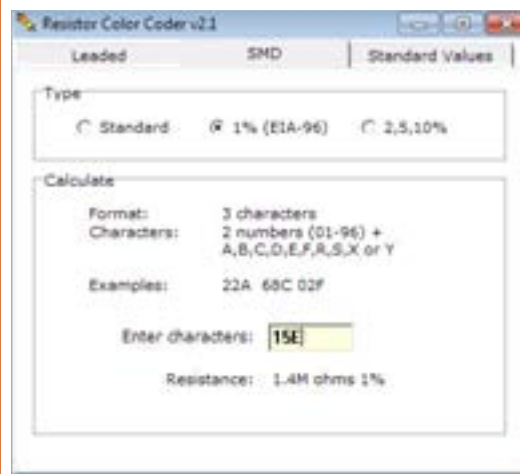 Resistor Color Coder v2.1
Leaded SMD Standard Values
Type
Standard 1% (EIA-96) 2,5,10%
Calculate
Format: 3 characters
Characters: 2 numbers (01-96) +
A,B,C,D,E,F,R,S,X or Y
Examples: 22A 68C 02F
Enter characters: 15E
Resistance: 1.4M ohms 1%